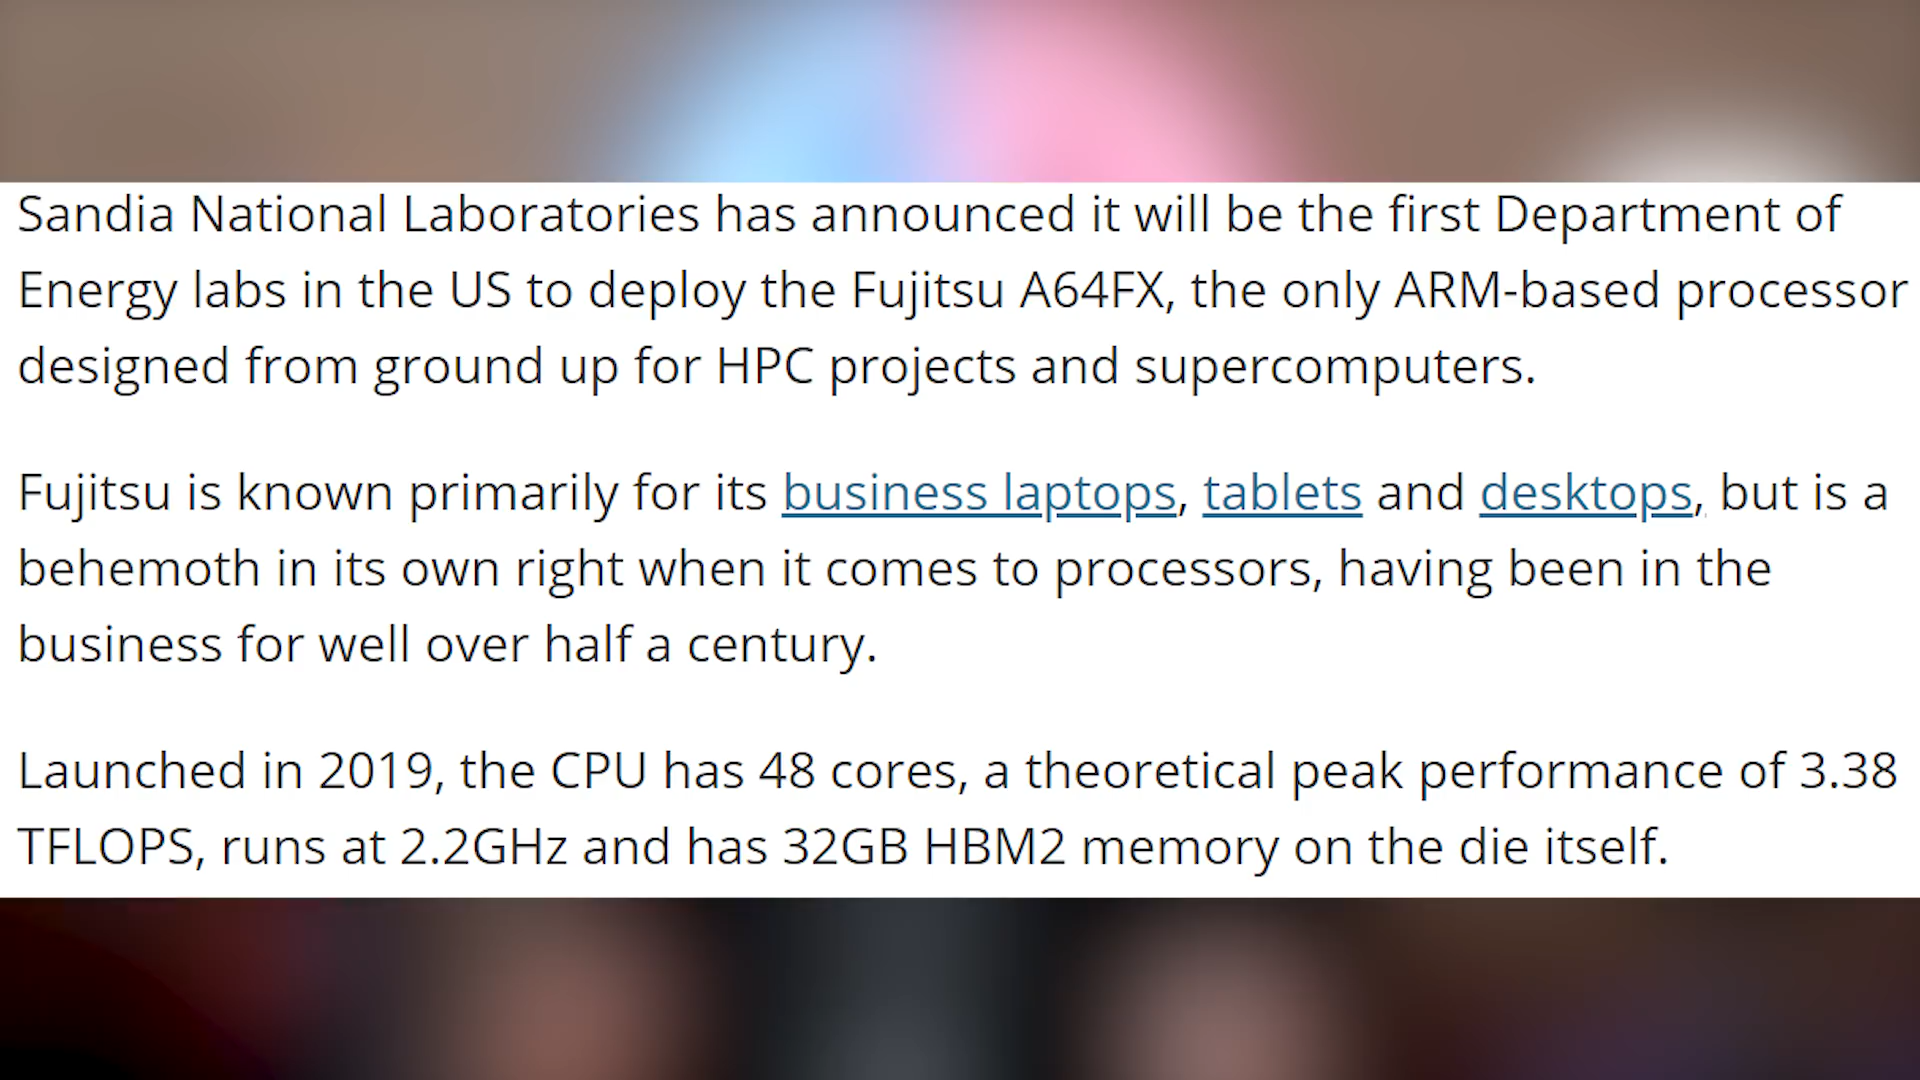 Sandia National Laboratories has announced it will be the first Department of
Energy labs in the US to deploy the Fujitsu A64FX, the only ARM-based processor
designed from ground up for HPC projects and supercomputers.
Fujitsu is known primarily for its business laptops, tablets and desktops, but is a
behemoth in its own right when it comes to processors, having been in the
business for well over half a century.
Launched in 2019, the CPU has 48 cores, a theoretical peak performance of 3.38
TFLOPS, runs at 2.2GHz and has 32GB HBM2 memory on the die itself.